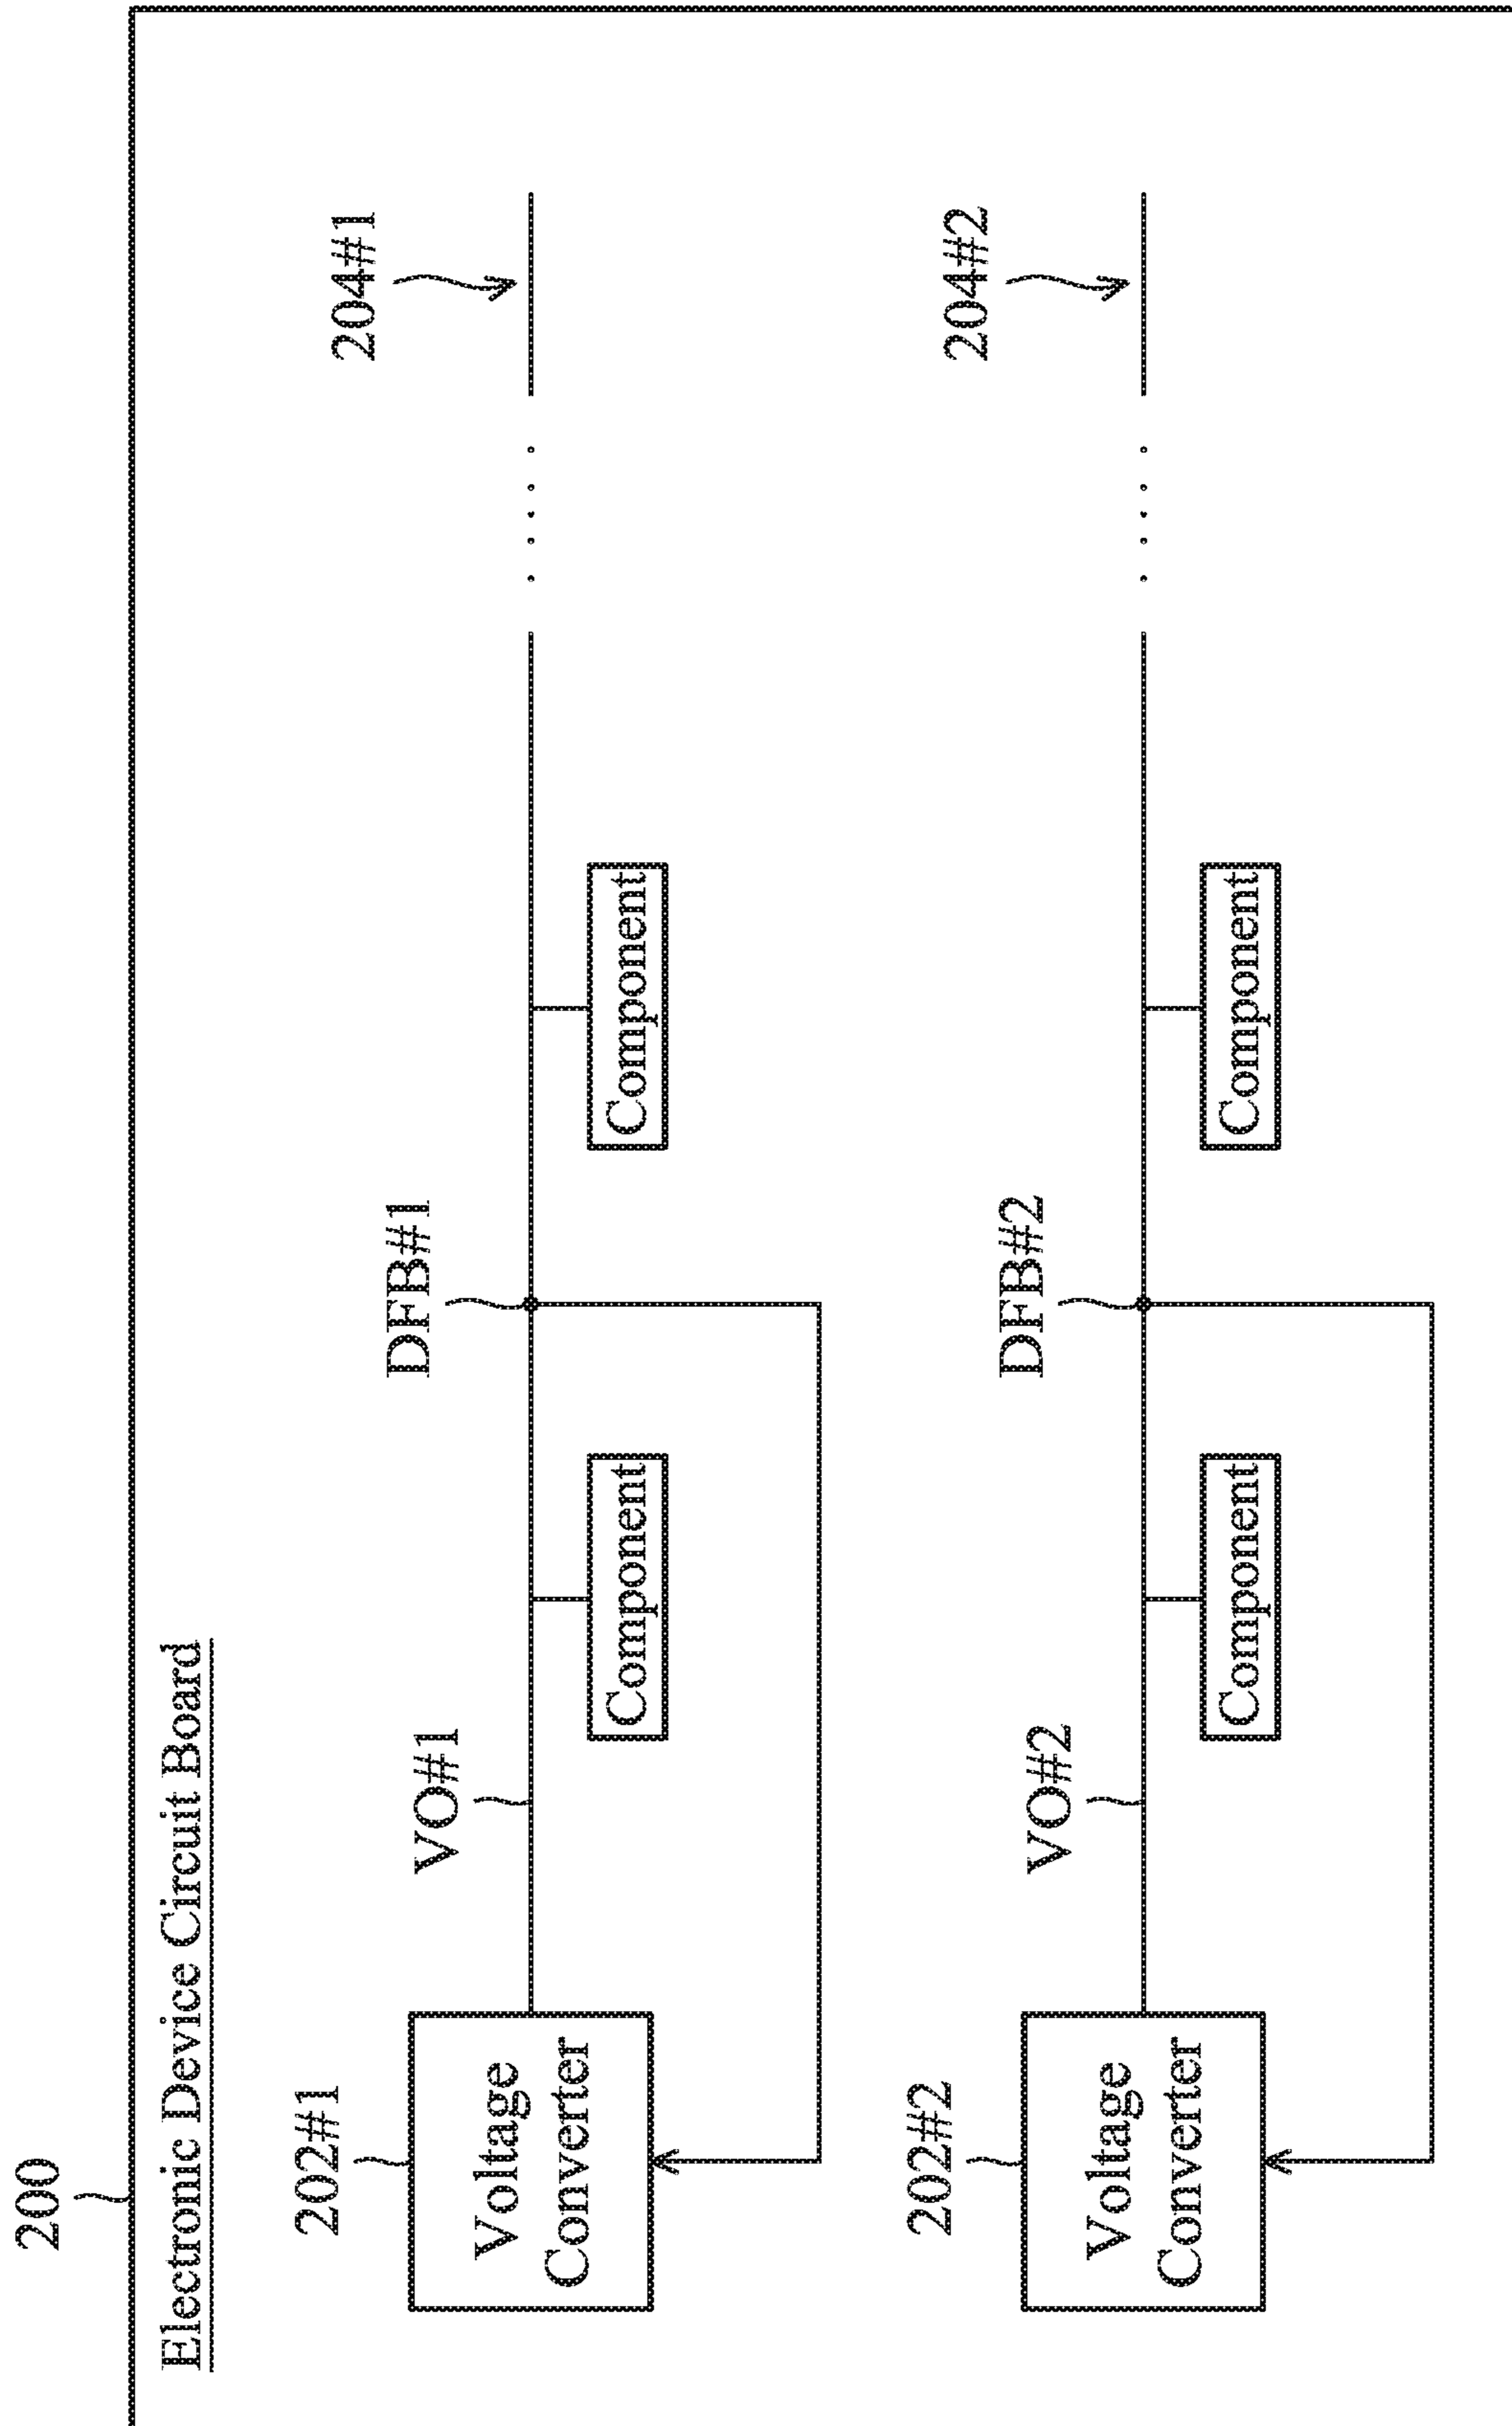 200
Electronic Device Circuit Board
202#1
VO#1
DFB#1
204#1
Voltage
Converter
Component
Component
202#2
VO#2
DFB#2
204#2
Voltage
Converter
Component
Component